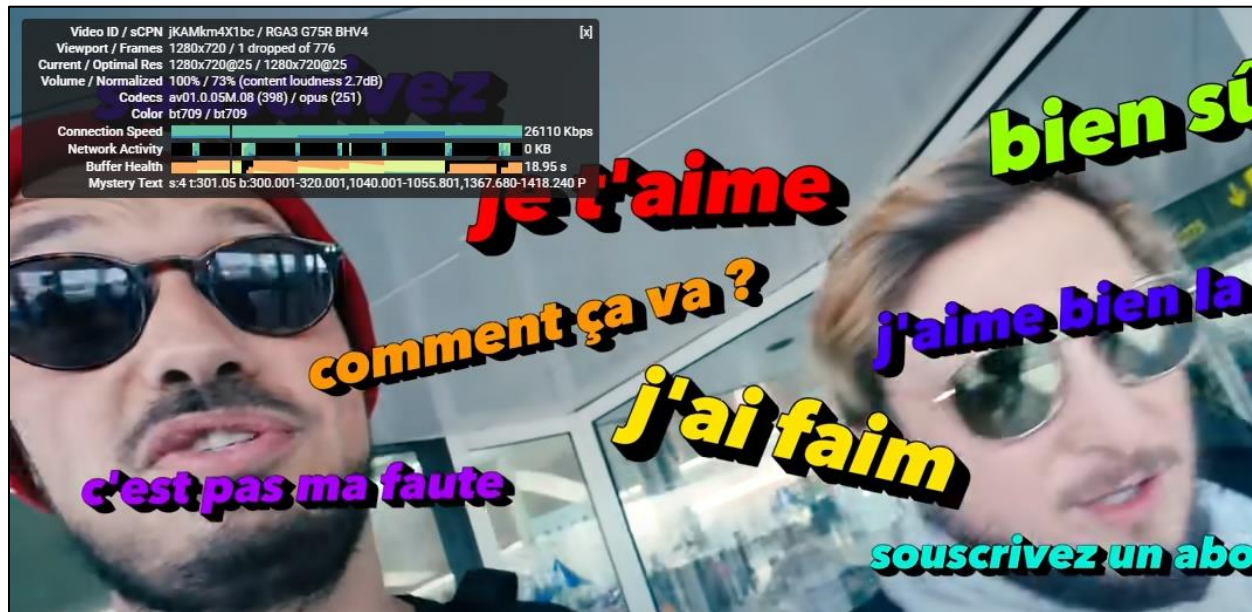 Video ID / sCPN jKAMkm4X1bc / RGA3 G75R BHV4 [x]
Viewport / Frames 1280x720 / 1 dropped of 776
Current / Optimal Res 1280x720@25 / 1280x720@25
Volume / Normalized 100% / 73% (content loudness 2.7dB)
Codecs av01.0.05M.08 (398) / opus (251)
Color bt709 / bt709
Connection Speed 26110 Kbps
Network Activity 0 KB
Buffer Health 18.95 s
Mystery Text s:4 t:301.05 b:300.001-320.001,1040.001-1055.801,1367.680-1418.240 P
bien sû
je t'aime
comment ça va ?
j'aime bien la
j'ai faim
c'est pas ma faute
souscrivez un abo